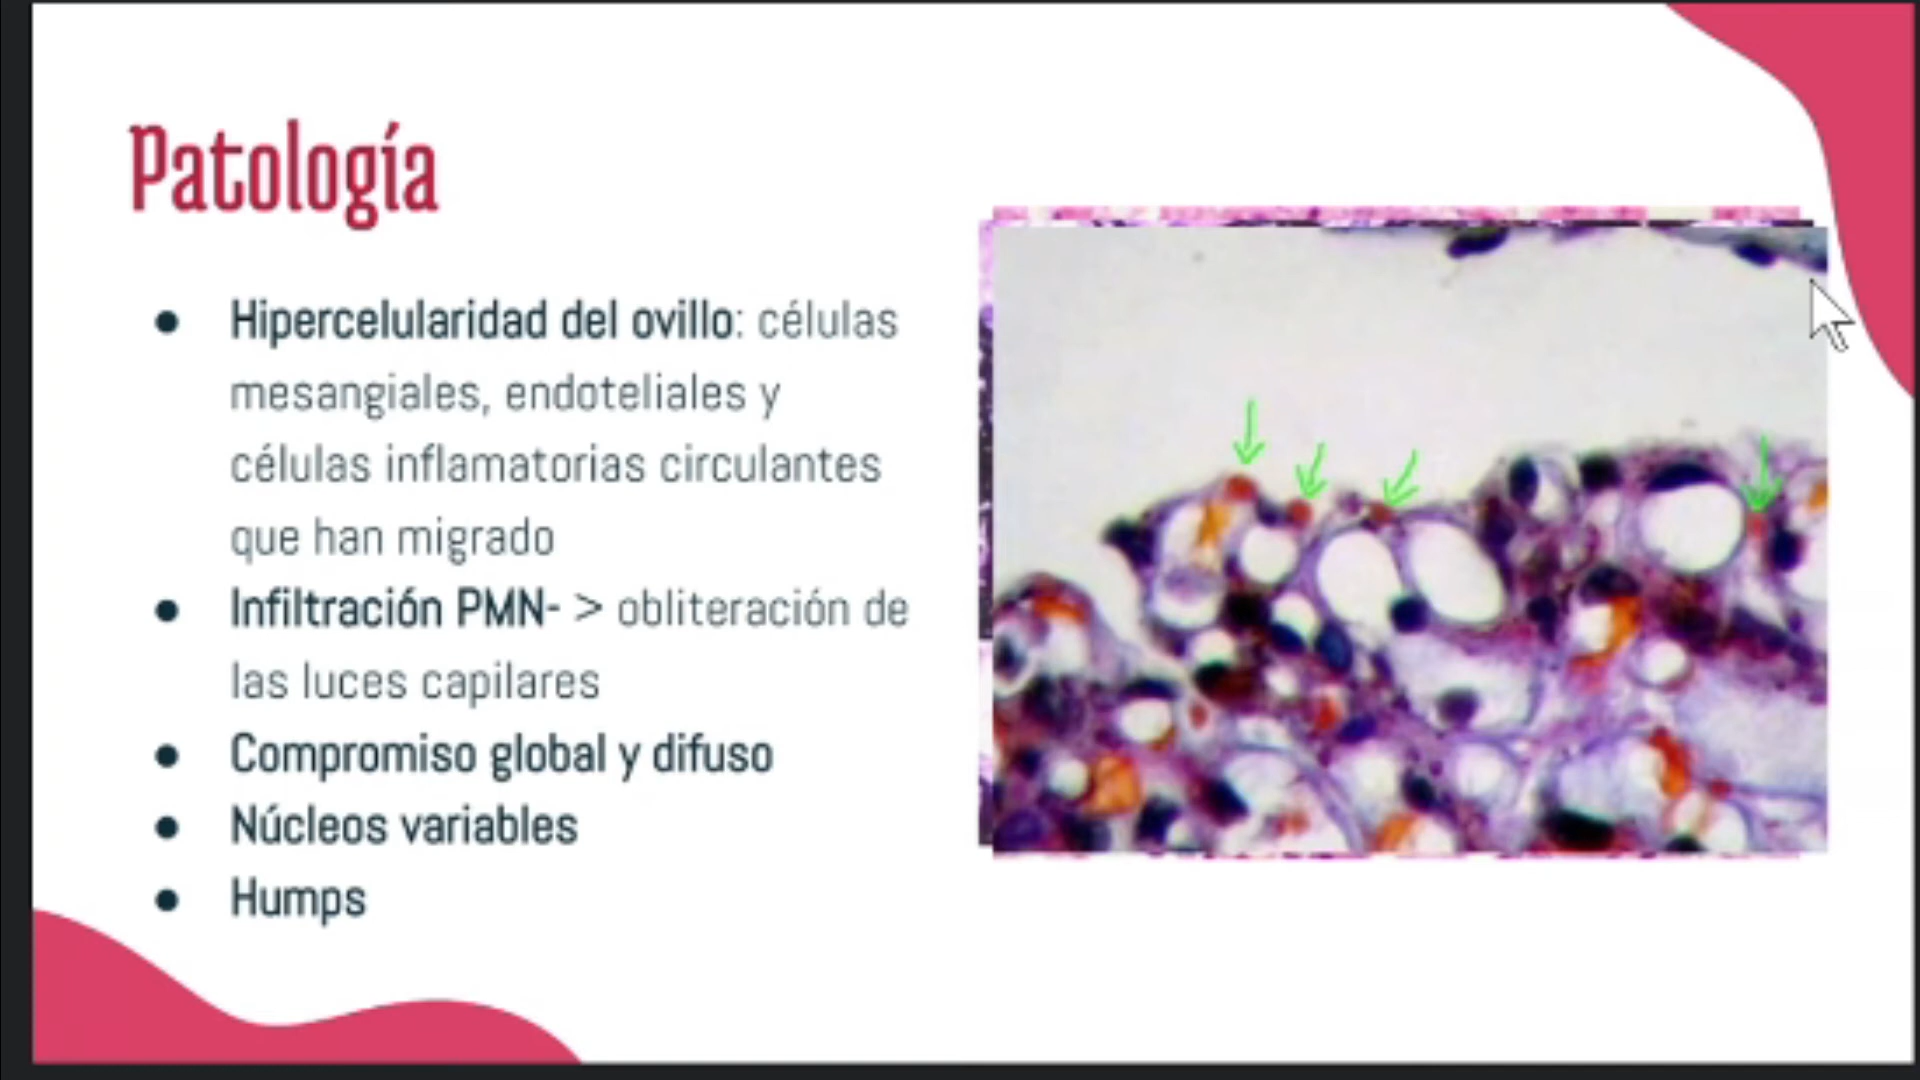 Patología
● Hipercelularidad del ovillo: células
mesangiales, endoteliales y
células inflamatorias circulantes
que han migrado
● Infiltración PMN- > obliteración de
las luces capilares
● Compromiso global y difuso
● Núcleos variables
● Humps